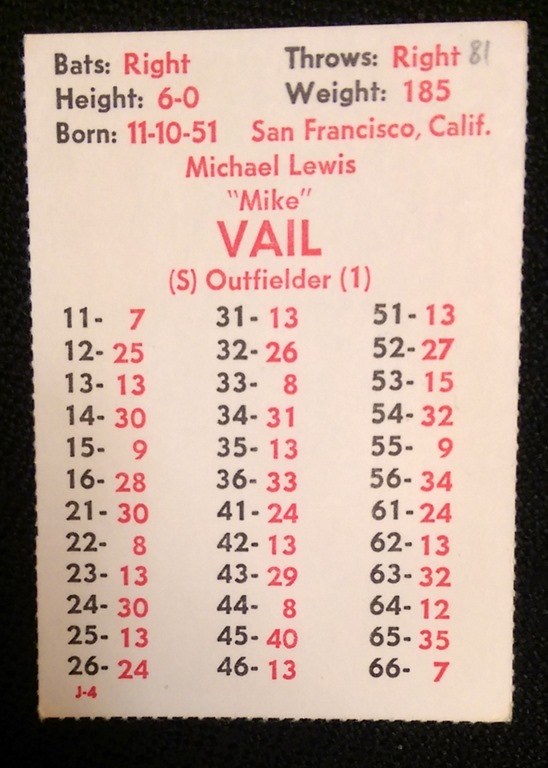 Bats: Right Throws: Right 81
Height: 6-0 Weight: 185
Born: 11-10-51 San Francisco, Calif.
Michael Lewis
"Mike"
VAIL
(S) Outfielder (1)
11- 7 31- 13 51- 13
12- 25 32- 26 52- 27
13- 13 33- 8 53- 15
14- 30 34- 31 54- 32
15- 9 35- 13 55- 9
16- 28 36- 33 56- 34
21- 30 41- 24 61- 24
22- 8 42- 13 62- 13
23- 13 43- 29 63- 32
24- 30 44- 8 64- 12
25- 13 45- 40 65- 35
26- 24 46- 13 66- 7
J-4